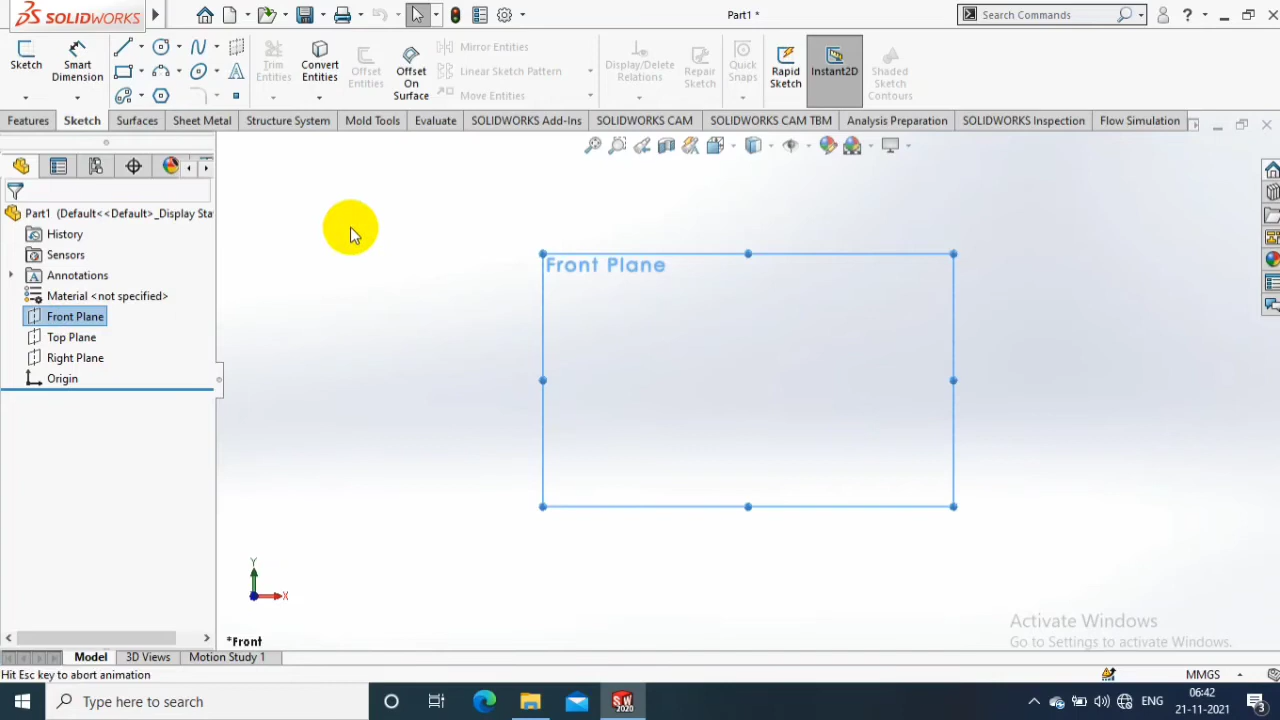 SOLIDWORKS
Part1 *
Search Commands
Sketch
Smart Dimension
Trim Entities
Convert Entities
Offset Entities
Offset On Surface
Mirror Entities
Linear Sketch Pattern
Move Entities
Display/Delete Relations
Repair Sketch
Quick Snaps
Rapid Sketch
Instant2D
Shaded Sketch Contours
Features
Sketch
Surfaces
Sheet Metal
Structure System
Mold Tools
Evaluate
SOLIDWORKS Add-Ins
SOLIDWORKS CAM
SOLIDWORKS CAM TBM
Analysis Preparation
SOLIDWORKS Inspection
Flow Simulation
Part1 (Default<<Default>_Display Sta
History
Sensors
Annotations
Material <not specified>
Front Plane
Top Plane
Right Plane
Origin
Front Plane
Y
X
*Front
Activate Windows
Go to Settings to activate Windows.
Model
3D Views
Motion Study 1
Hit Esc key to abort animation
MMGS
Type here to search
SW
2020
ENG
06:42
21-11-2021
3